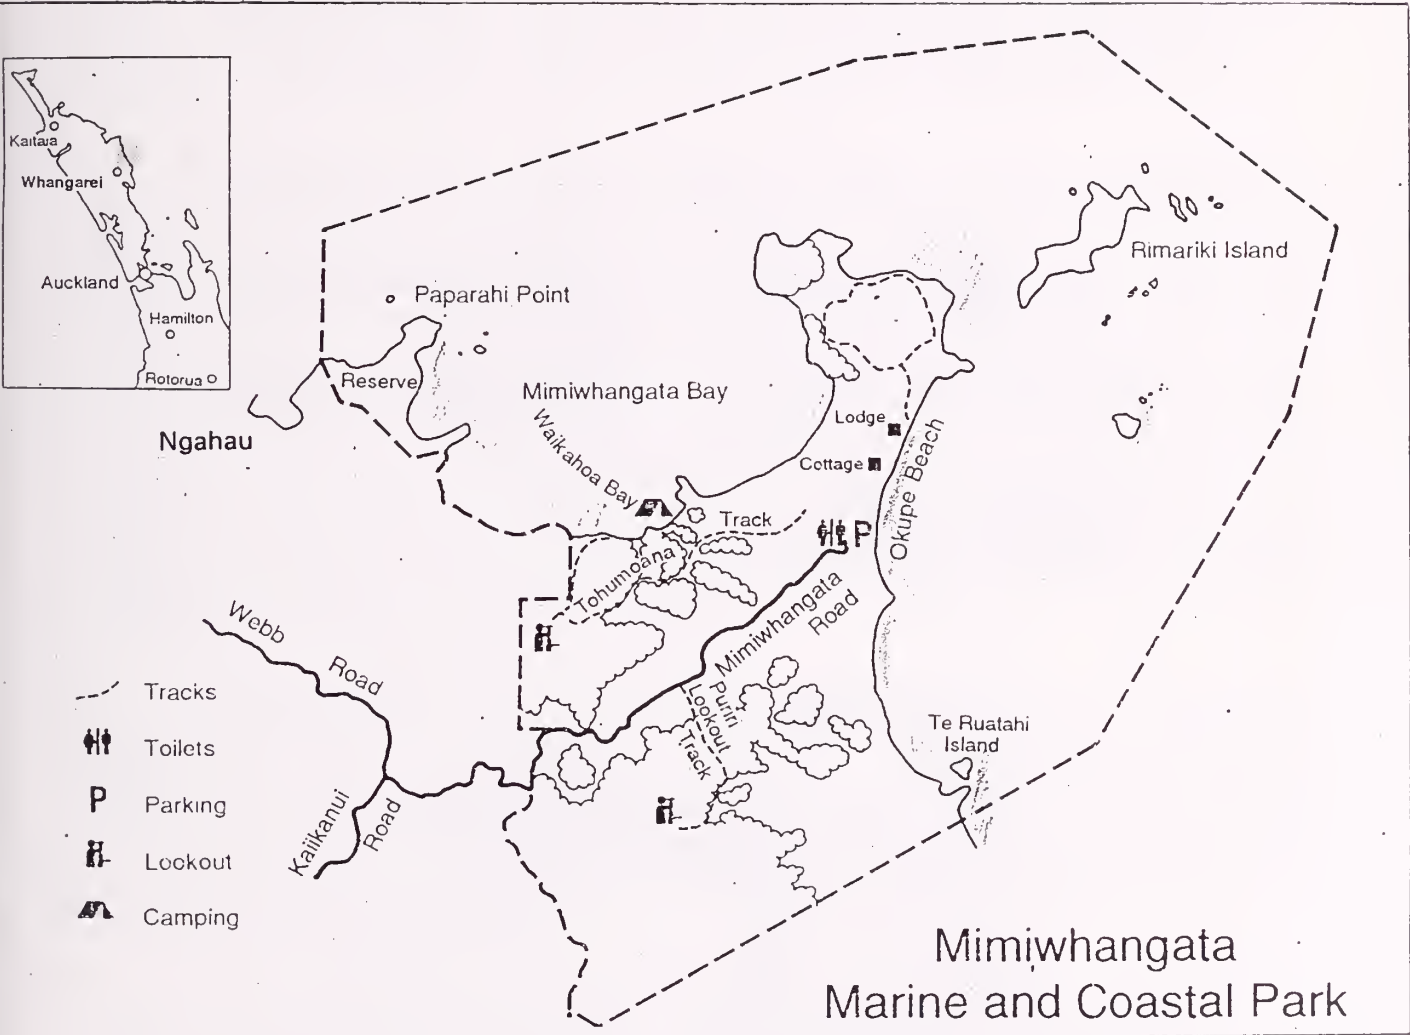 Kaitaia
Whangarei
Auckland
Hamilton
Rotorua
Rimariki Island
Paparahi Point
Reserve
Mimiwhangata Bay
Ngahau
Waikahoa Bay
Lodge
Cottage
Okupe Beach
Track
P
Tohumoana
Mimiwhangata
Road
Webb
Road
Puriri
Lookout
Track
Te Ruatahi
Island
Kaiikanui
Road
Tracks
Toilets
P Parking
Lookout
Camping
Mimiwhangata
Marine and Coastal Park